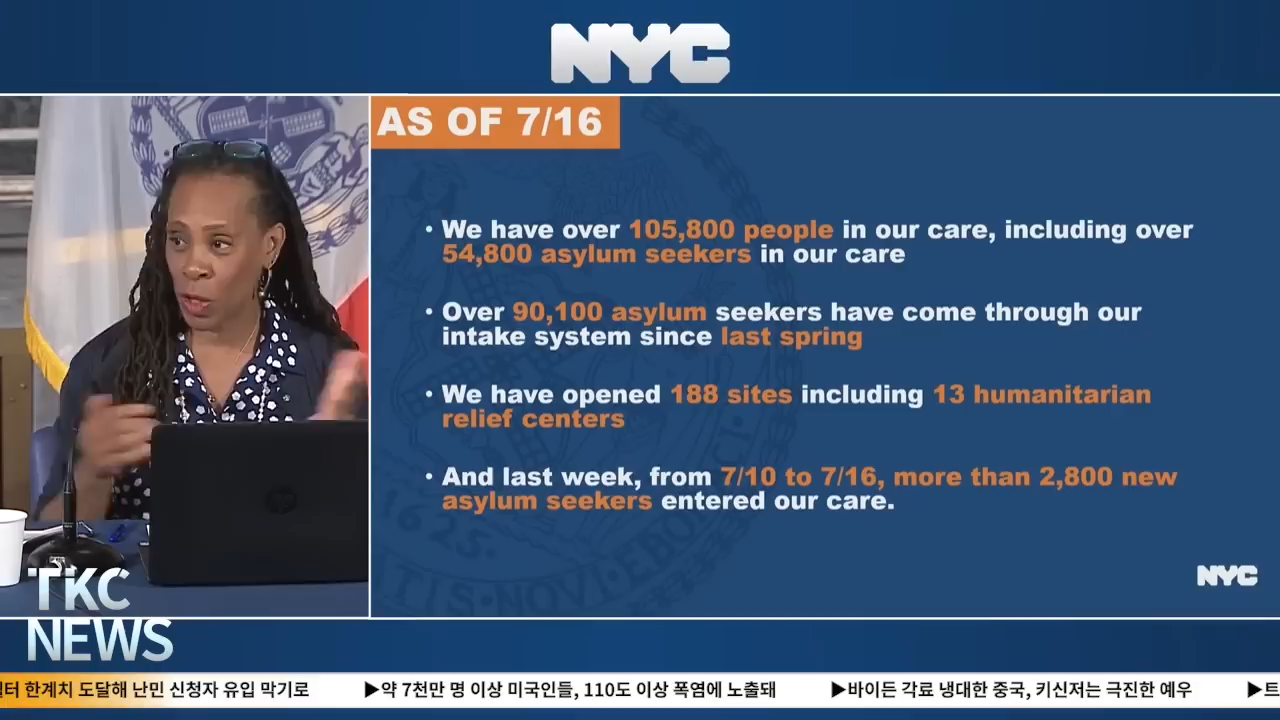 NYC
AS OF 7/16
• We have over 105,800 people in our care, including over
54,800 asylum seekers in our care
• Over 90,100 asylum seekers have come through our
intake system since last spring
• We have opened 188 sites including 13 humanitarian
relief centers
• And last week, from 7/10 to 7/16, more than 2,800 new
asylum seekers entered our care.
1625
NOVI·EBO
NYC
TKC
NEWS
한계치 도달해 난민 신청자 유입 막기로 ▶약 7천만 명 이상 미국인들, 110도 이상 폭염에 노출돼 ▶바이든 각료 냉대한 중국, 키신저는 극진한 예우 ▶트